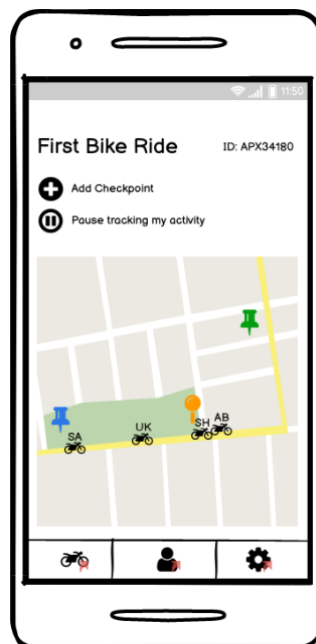 11:50
First Bike Ride
ID: APX34180
Add Checkpoint
Pause tracking my activity
SA
UK
SH
AB